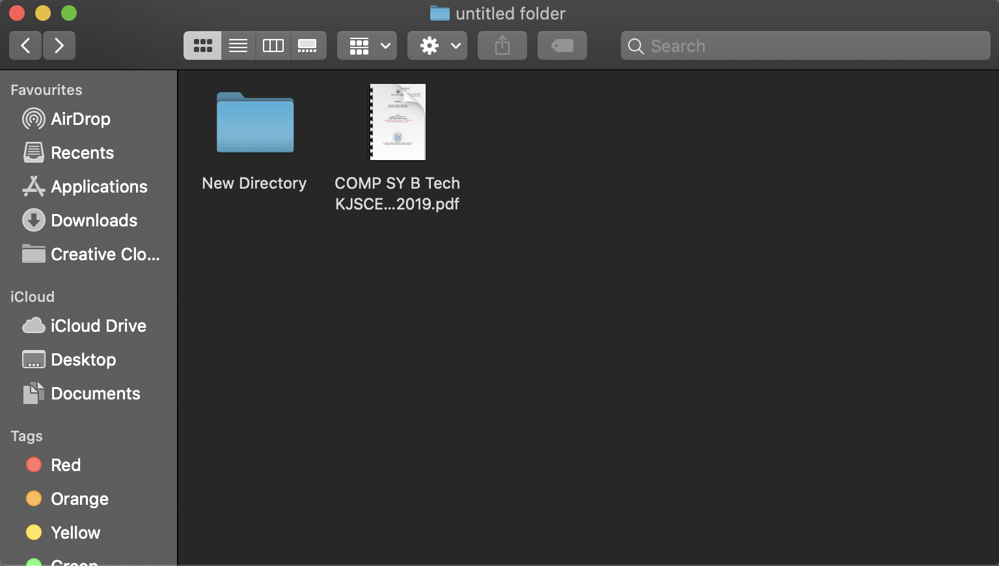 untitled folder
Search
Favourites
AirDrop
Recents
Applications
Downloads
Creative Clo...
iCloud
iCloud Drive
Desktop
Documents
Tags
Red
Orange
Yellow
Green
New Directory
COMP SY B Tech
KJSCE...2019.pdf